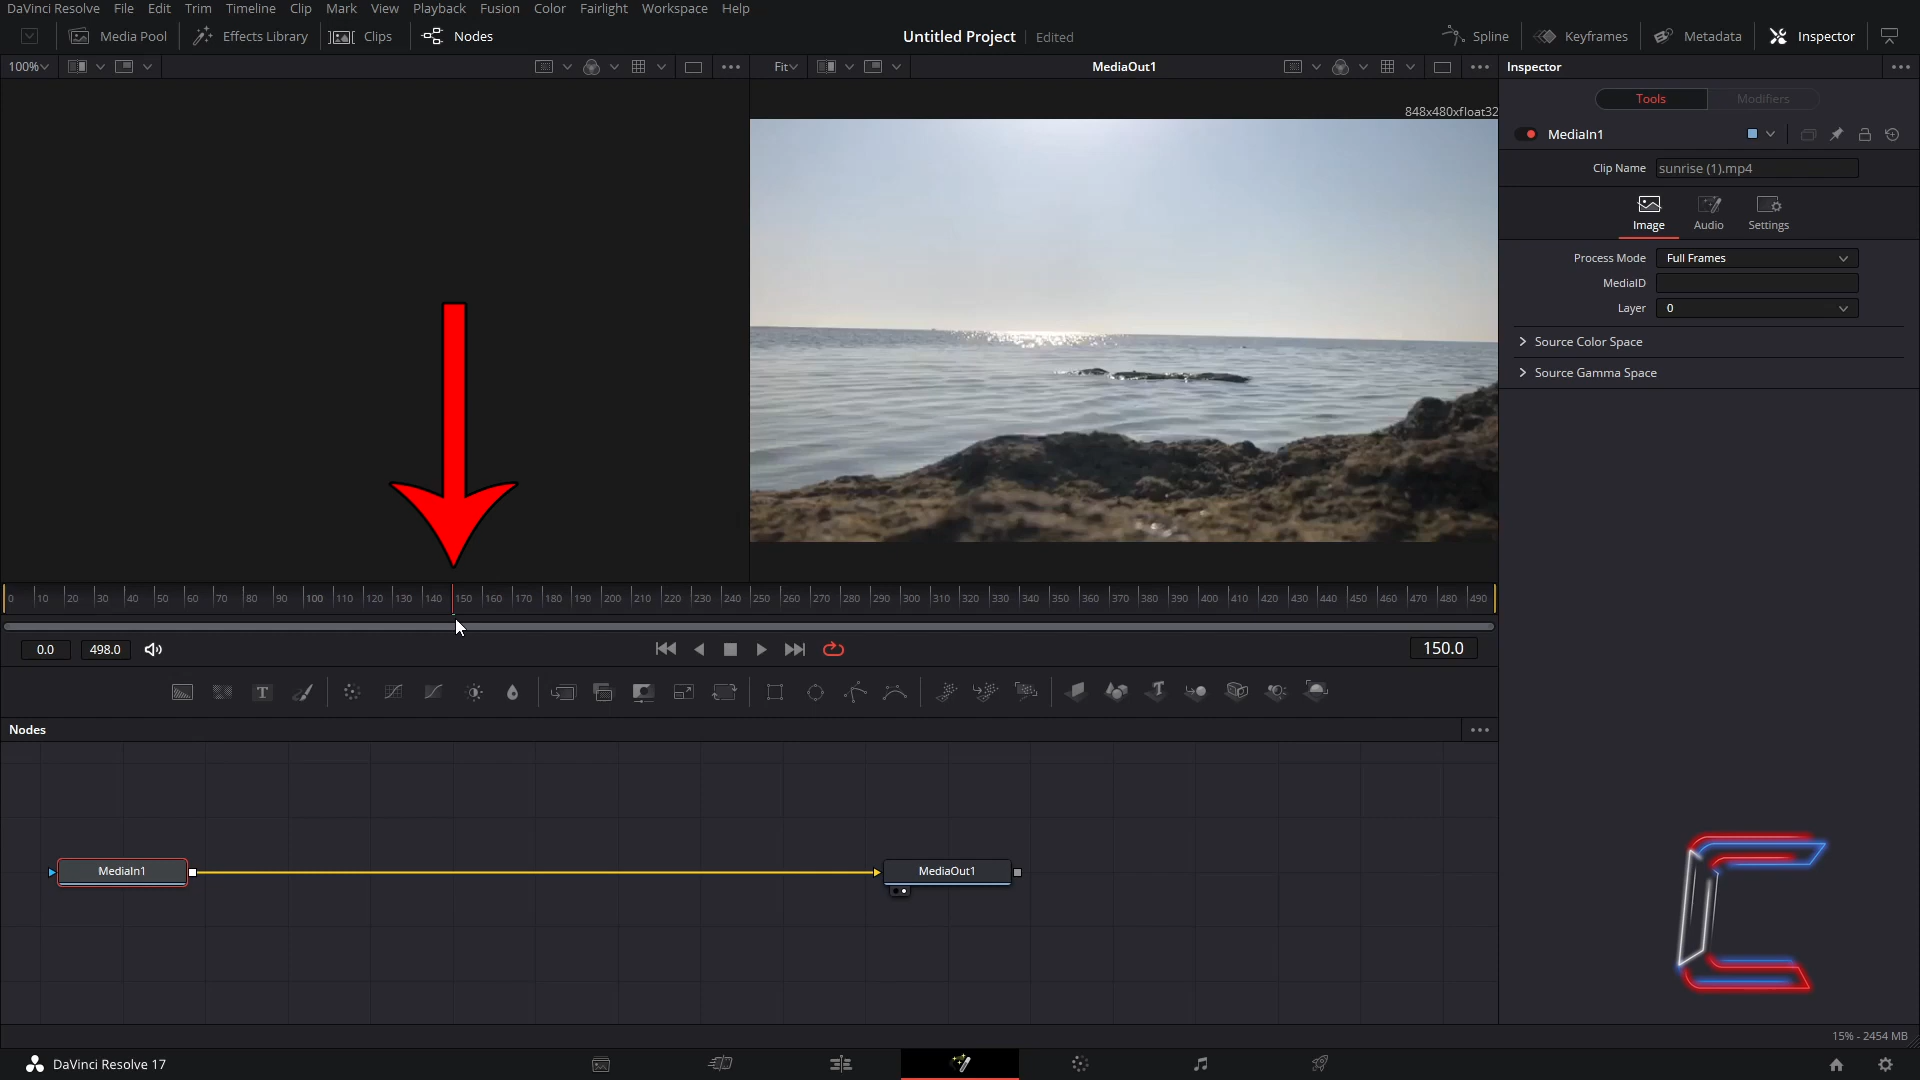 DaVinci Resolve File Edit Trim Timeline Clip Mark View Playback Fusion Color Fairlight Workspace Help
Media Pool Effects Library Clips Nodes Untitled Project Edited Spline Keyframes Metadata Inspector
100% Fit MediaOut1 Inspector
848x480xfloat32
Tools Modifiers
MediaIn1
Clip Name sunrise (1).mp4
Image Audio Settings
Process Mode Full Frames
MediaID
Layer 0
Source Color Space
Source Gamma Space
0 10 20 30 40 50 60 70 80 90 100 110 120 130 140 150 160 170 180 190 200 210 220 230 240 250 260 270 280 290 300 310 320 330 340 350 360 370 380 390 400 410 420 430 440 450 460 470 480 490
0.0 498.0 150.0
T T
Nodes
MediaIn1 MediaOut1
15% - 2454 MB
DaVinci Resolve 17